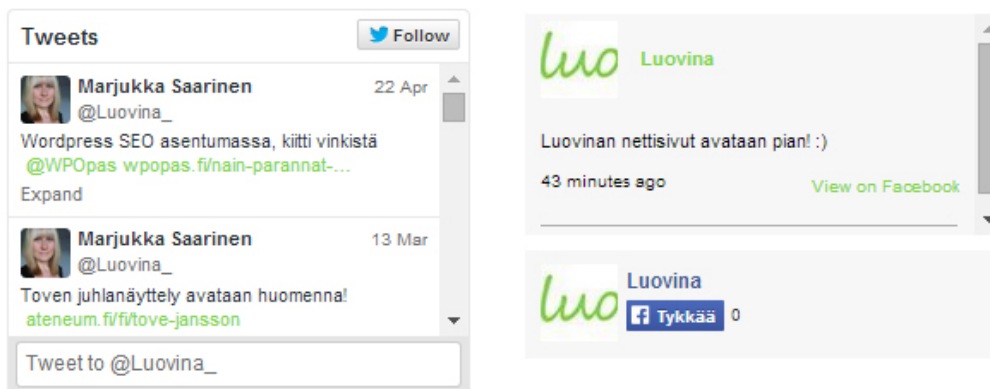 Tweets
Follow
Marjukka Saarinen
22 Apr
@Luovina_
Wordpress SEO asentumassa, kiitti vinkistä
@WPOpas wpopas.fi/nain-parannat-...
Expand
Marjukka Saarinen
13 Mar
@Luovina_
Toven juhlanäyttely avataan huomenna!
ateneum.fi/fi/tove-jansson
Tweet to @Luovina_
luo
Luovina
Luovinan nettisivut avataan pian! :)
43 minutes ago
View on Facebook
luo
Luovina
Tykkää
0